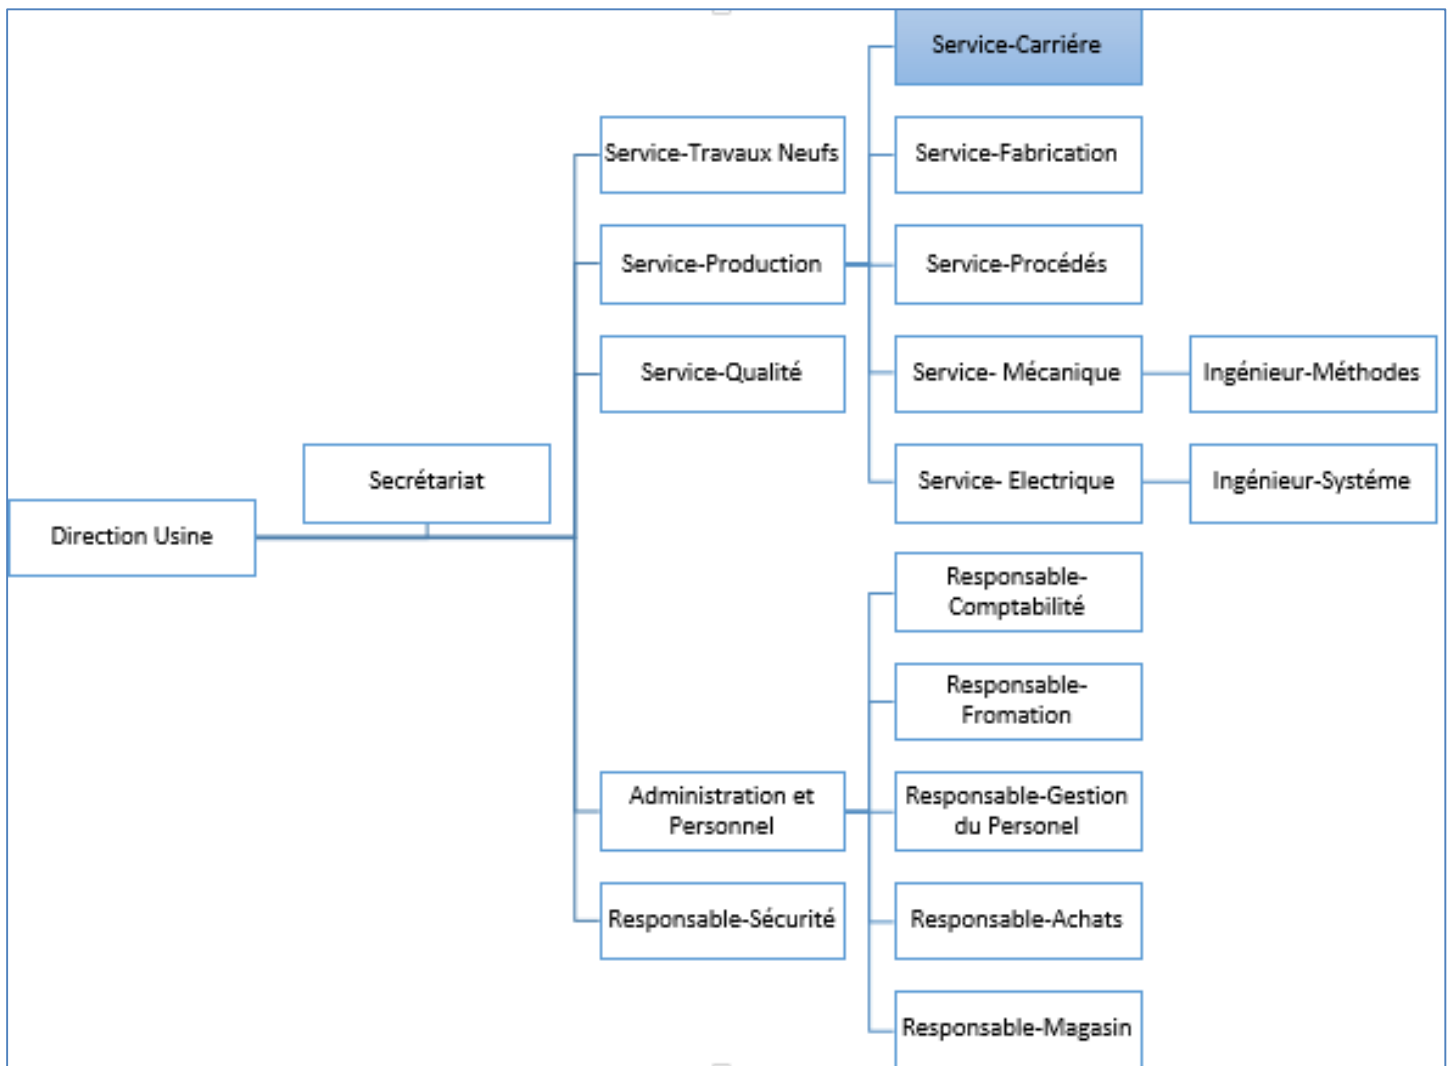 Service-Carriére
Service-Travaux Neufs
Service-Fabrication
Service-Production
Service-Procédés
Service-Qualité
Service- Mécanique
Ingénieur-Méthodes
Secrétariat
Service- Electrique
Ingénieur-Systéme
Direction Usine
Responsable-
Comptabilité
Responsable-
Fromation
Administration et
Personnel
Responsable-Gestion
du Personel
Responsable-Sécurité
Responsable-Achats
Responsable-Magasin